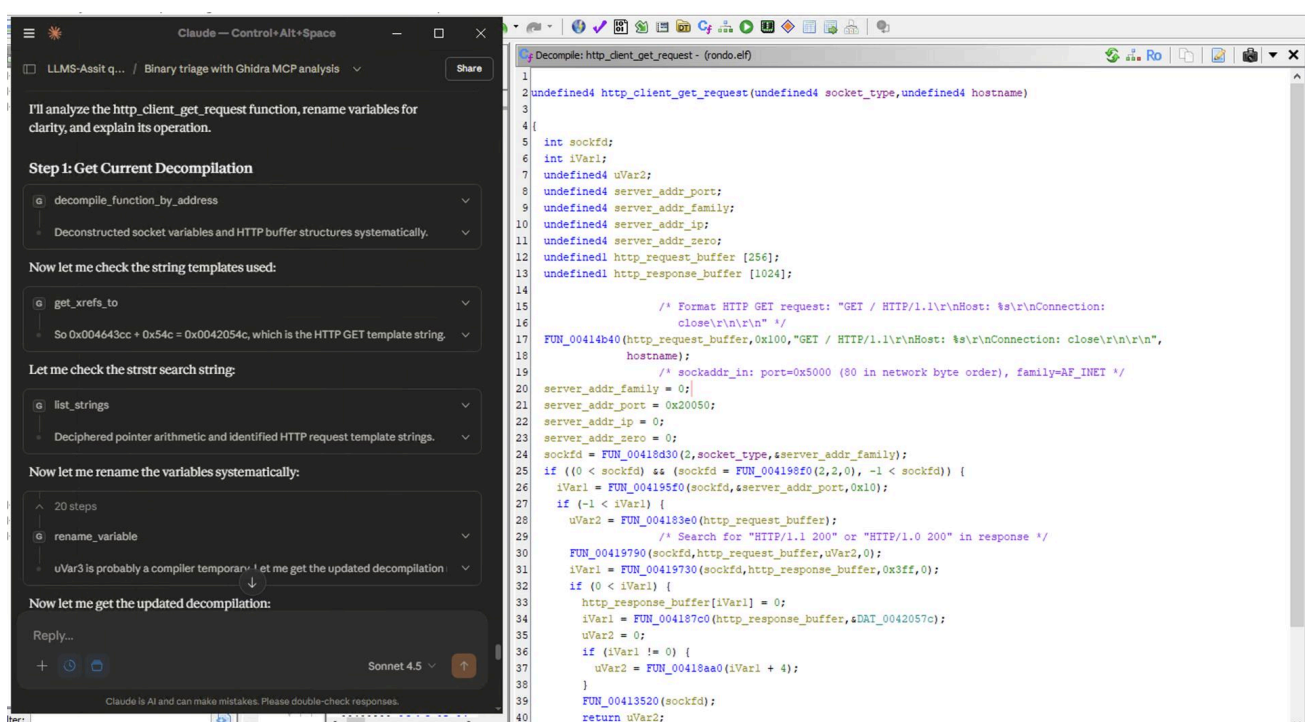 Claude — Control+Alt+Space
LLMS-Assit q... / Binary triage with Ghidra MCP analysis
Share
I'll analyze the http_client_get_request function, rename variables for
clarity, and explain its operation.
Step 1: Get Current Decompilation
G decompile_function_by_address
Deconstructed socket variables and HTTP buffer structures systematically.
Now let me check the string templates used:
G get_xrefs_to
So 0x004643cc + 0x54c = 0x0042054c, which is the HTTP GET template string.
Let me check the strstr search string:
G list_strings
Deciphered pointer arithmetic and identified HTTP request template strings.
Now let me rename the variables systematically:
20 steps
G rename_variable
uVar3 is probably a compiler temporary. Let me get the updated decompilation
Now let me get the updated decompilation:
Reply...
Sonnet 4.5
Claude is AI and can make mistakes. Please double-check responses.
lter:
Decompile: http_client_get_request - (rondo.elf)
Ro
1
2 undefined4 http_client_get_request(undefined4 socket_type,undefined4 hostname)
3
4 {
5 int sockfd;
6 int iVar1;
7 undefined4 uVar2;
8 undefined4 server_addr_port;
9 undefined4 server_addr_family;
10 undefined4 server_addr_ip;
11 undefined4 server_addr_zero;
12 undefined1 http_request_buffer [256];
13 undefined1 http_response_buffer [1024];
14
15 /* Format HTTP GET request: "GET / HTTP/1.1\r\nHost: %s\r\nConnection:
16 close\r\n\r\n" */
17 FUN_00414b40(http_request_buffer,0x100,"GET / HTTP/1.1\r\nHost: %s\r\nConnection: close\r\n\r\n",
18 hostname);
19 /* sockaddr_in: port=0x5000 (80 in network byte order), family=AF_INET */
20 server_addr_family = 0;
21 server_addr_port = 0x20050;
22 server_addr_ip = 0;
23 server_addr_zero = 0;
24 sockfd = FUN_00418d30(2,socket_type,&server_addr_family);
25 if ((0 < sockfd) && (sockfd = FUN_004198f0(2,2,0), -1 < sockfd)) {
26 iVar1 = FUN_004195f0(sockfd,&server_addr_port,0x10);
27 if (-1 < iVar1) {
28 uVar2 = FUN_004183e0(http_request_buffer);
29 /* Search for "HTTP/1.1 200" or "HTTP/1.0 200" in response */
30 FUN_00419790(sockfd,http_request_buffer,uVar2,0);
31 iVar1 = FUN_00419730(sockfd,http_response_buffer,0x3ff,0);
32 if (0 < iVar1) {
33 http_response_buffer[iVar1] = 0;
34 iVar1 = FUN_004187c0(http_response_buffer,&DAT_0042057c);
35 uVar2 = 0;
36 if (iVar1 != 0) {
37 uVar2 = FUN_00418aa0(iVar1 + 4);
38 }
39 FUN_00413520(sockfd);
40 return uVar2;